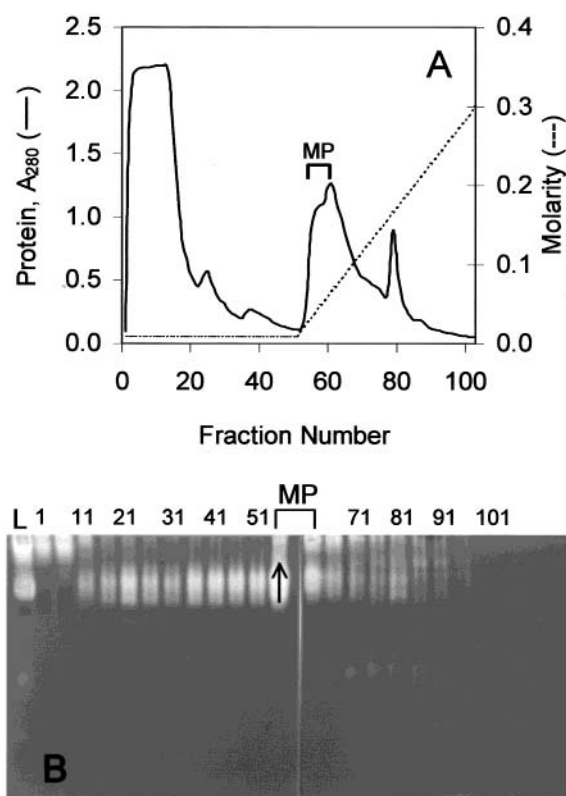 A
Protein, A280 (—)
2.5
2.0
1.5
1.0
0.5
0.0
MP
0.4
0.3
0.2
0.1
0.0
Molarity (---)
0 20 40 60 80 100
Fraction Number
MP
L 1 11 21 31 41 51 71 81 91 101
B